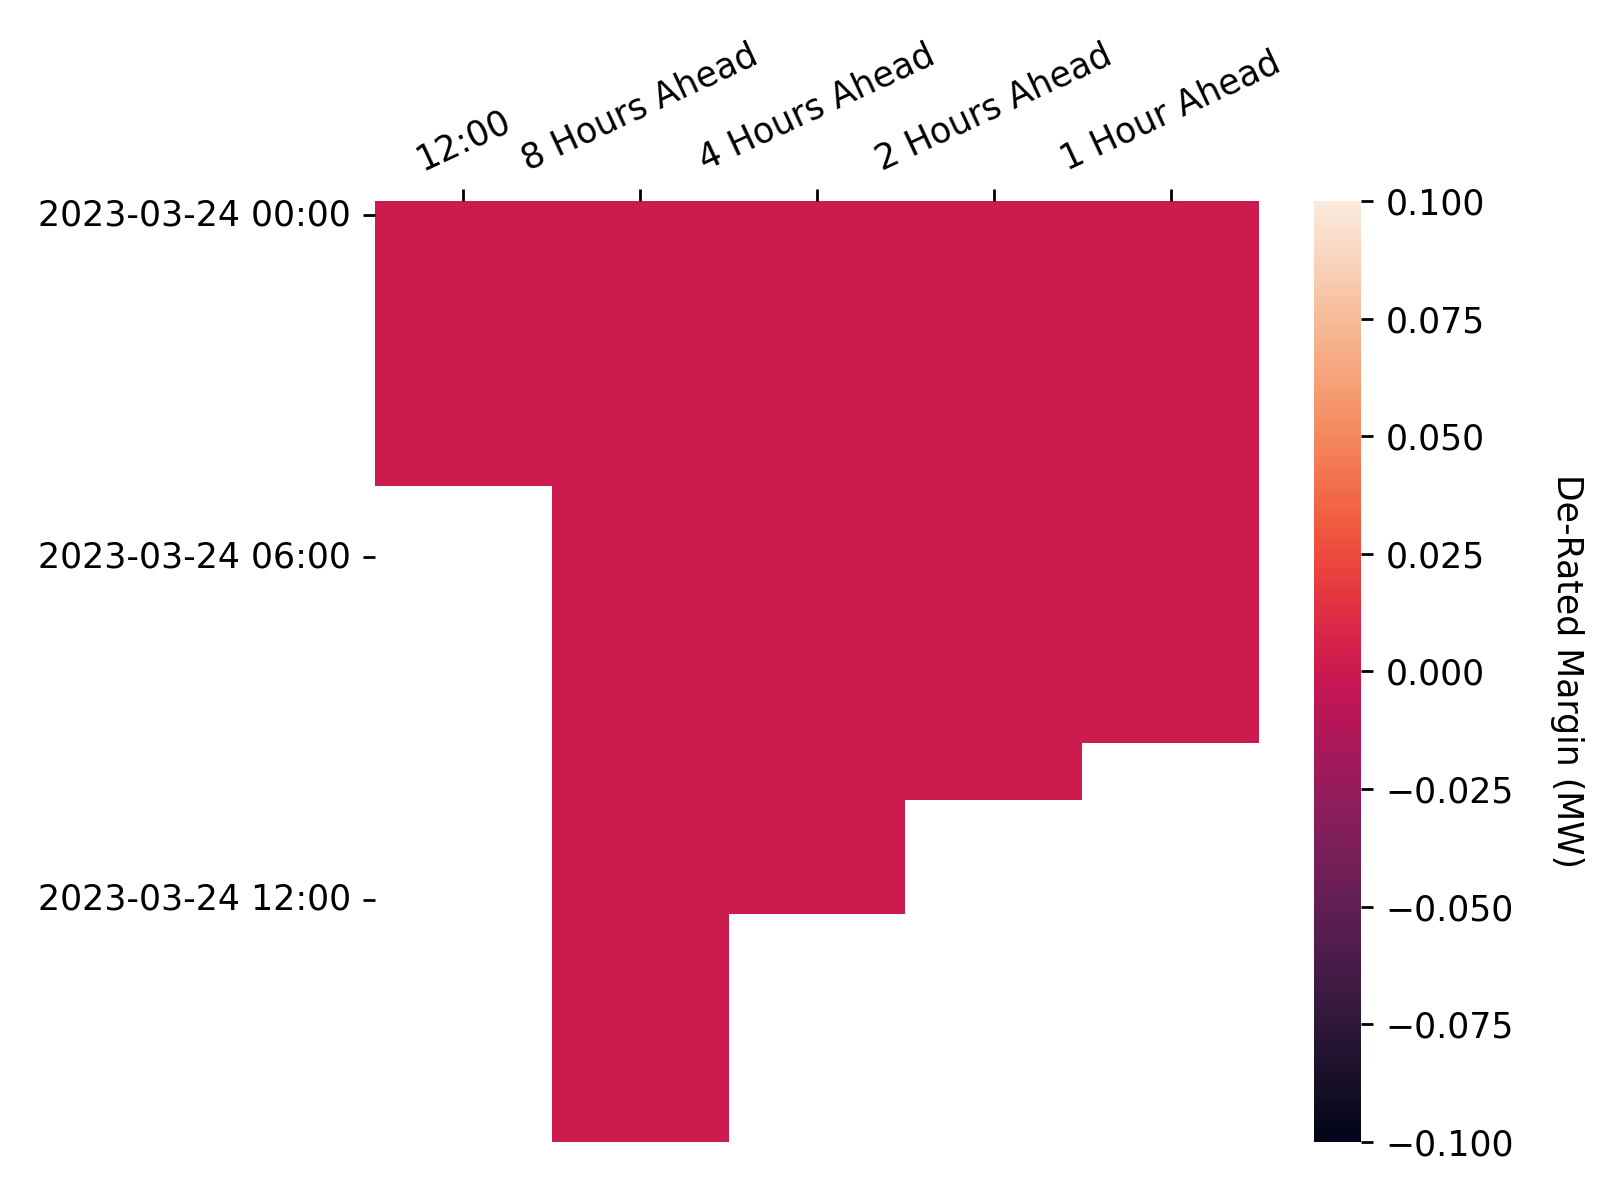 12:00
8 Hours Ahead
4 Hours Ahead
2 Hours Ahead
1 Hour Ahead
2023-03-24 00:00
2023-03-24 06:00
2023-03-24 12:00
0.100
0.075
0.050
0.025
0.000
−0.025
−0.050
−0.075
−0.100
De-Rated Margin (MW)